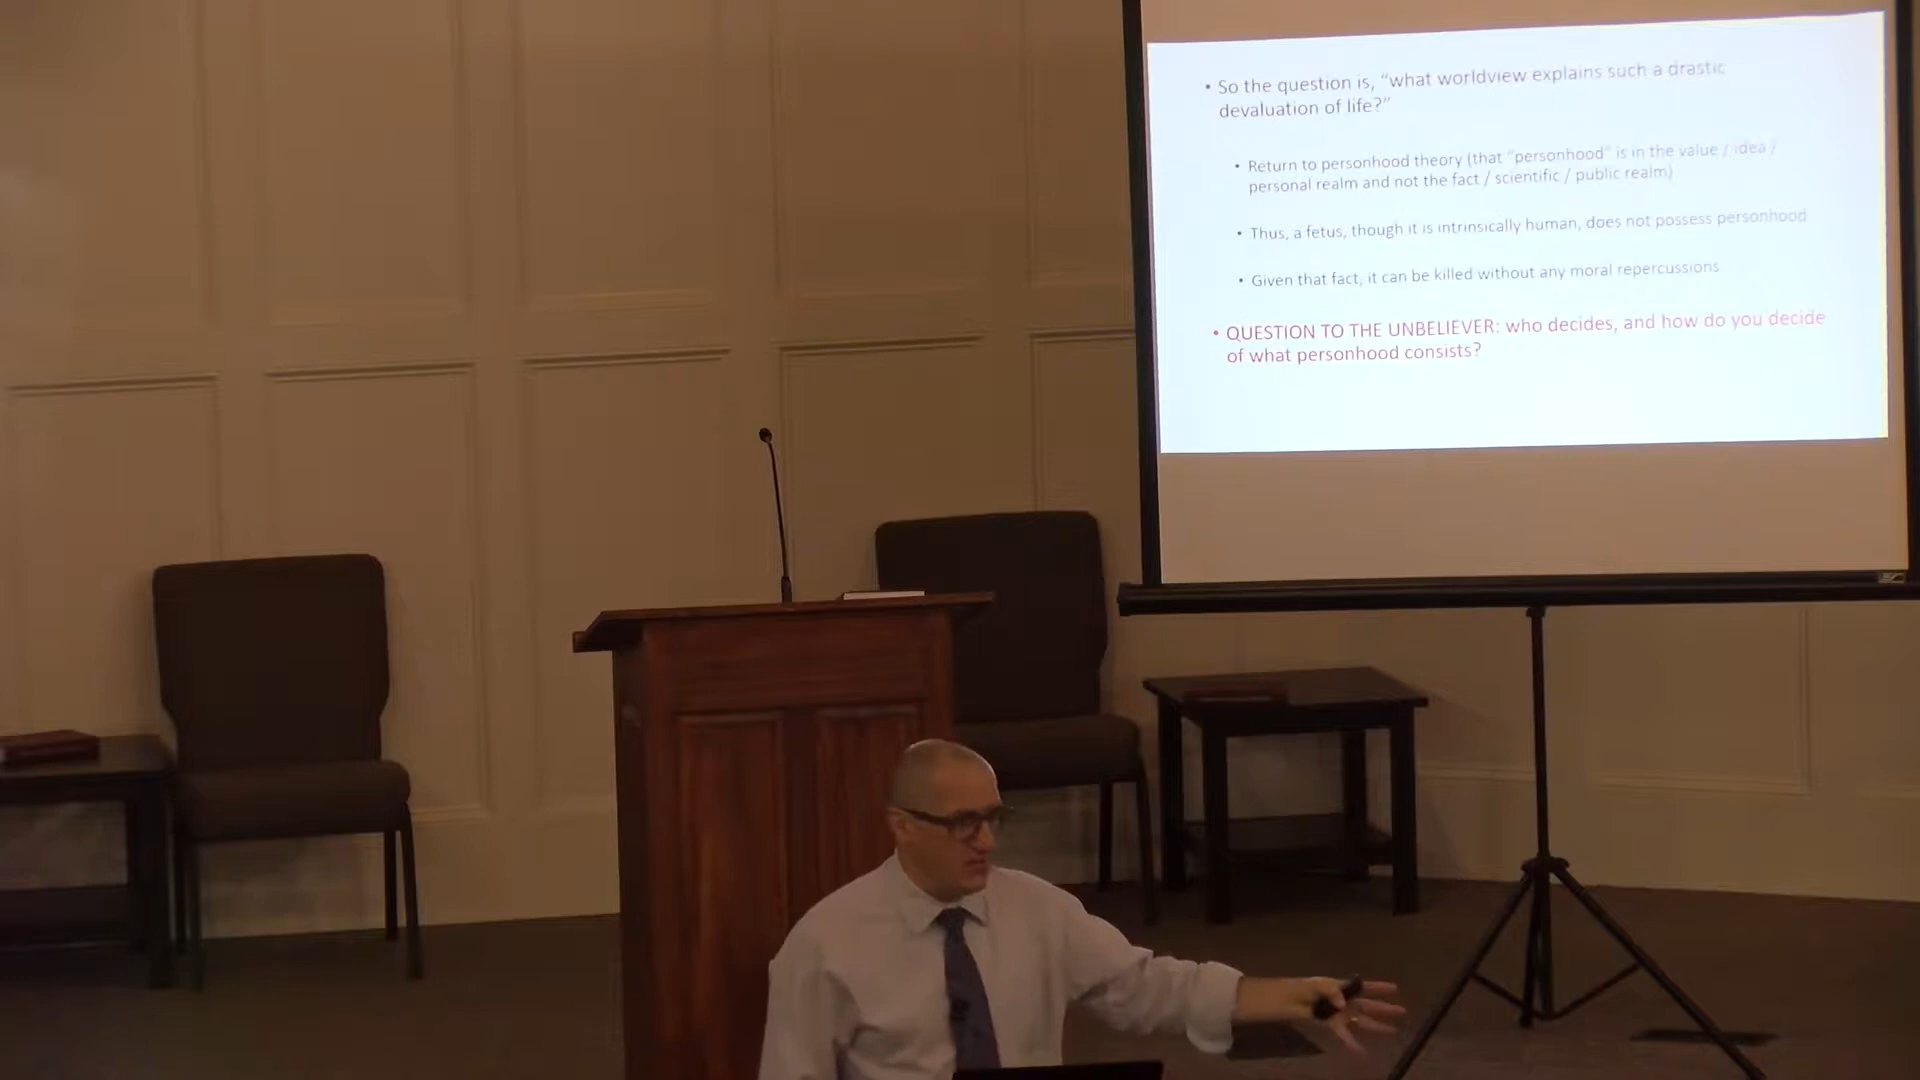 • So the question is, “what worldview explains such a drastic
devaluation of life?”
• Return to personhood theory (that “personhood” is in the value / idea /
personal realm and not the fact / scientific / public realm)
• Thus, a fetus, though it is intrinsically human, does not possess personhood
• Given that fact, it can be killed without any moral repercussions
• QUESTION TO THE UNBELIEVER: who decides, and how do you decide
of what personhood consists?